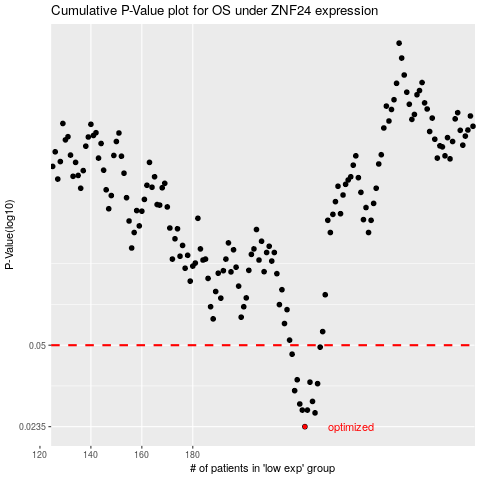 Cumulative P-Value plot for OS under ZNF24 expression
P-Value(log10)
0.05
0.0235
optimized
120 140 160 180
# of patients in 'low exp' group